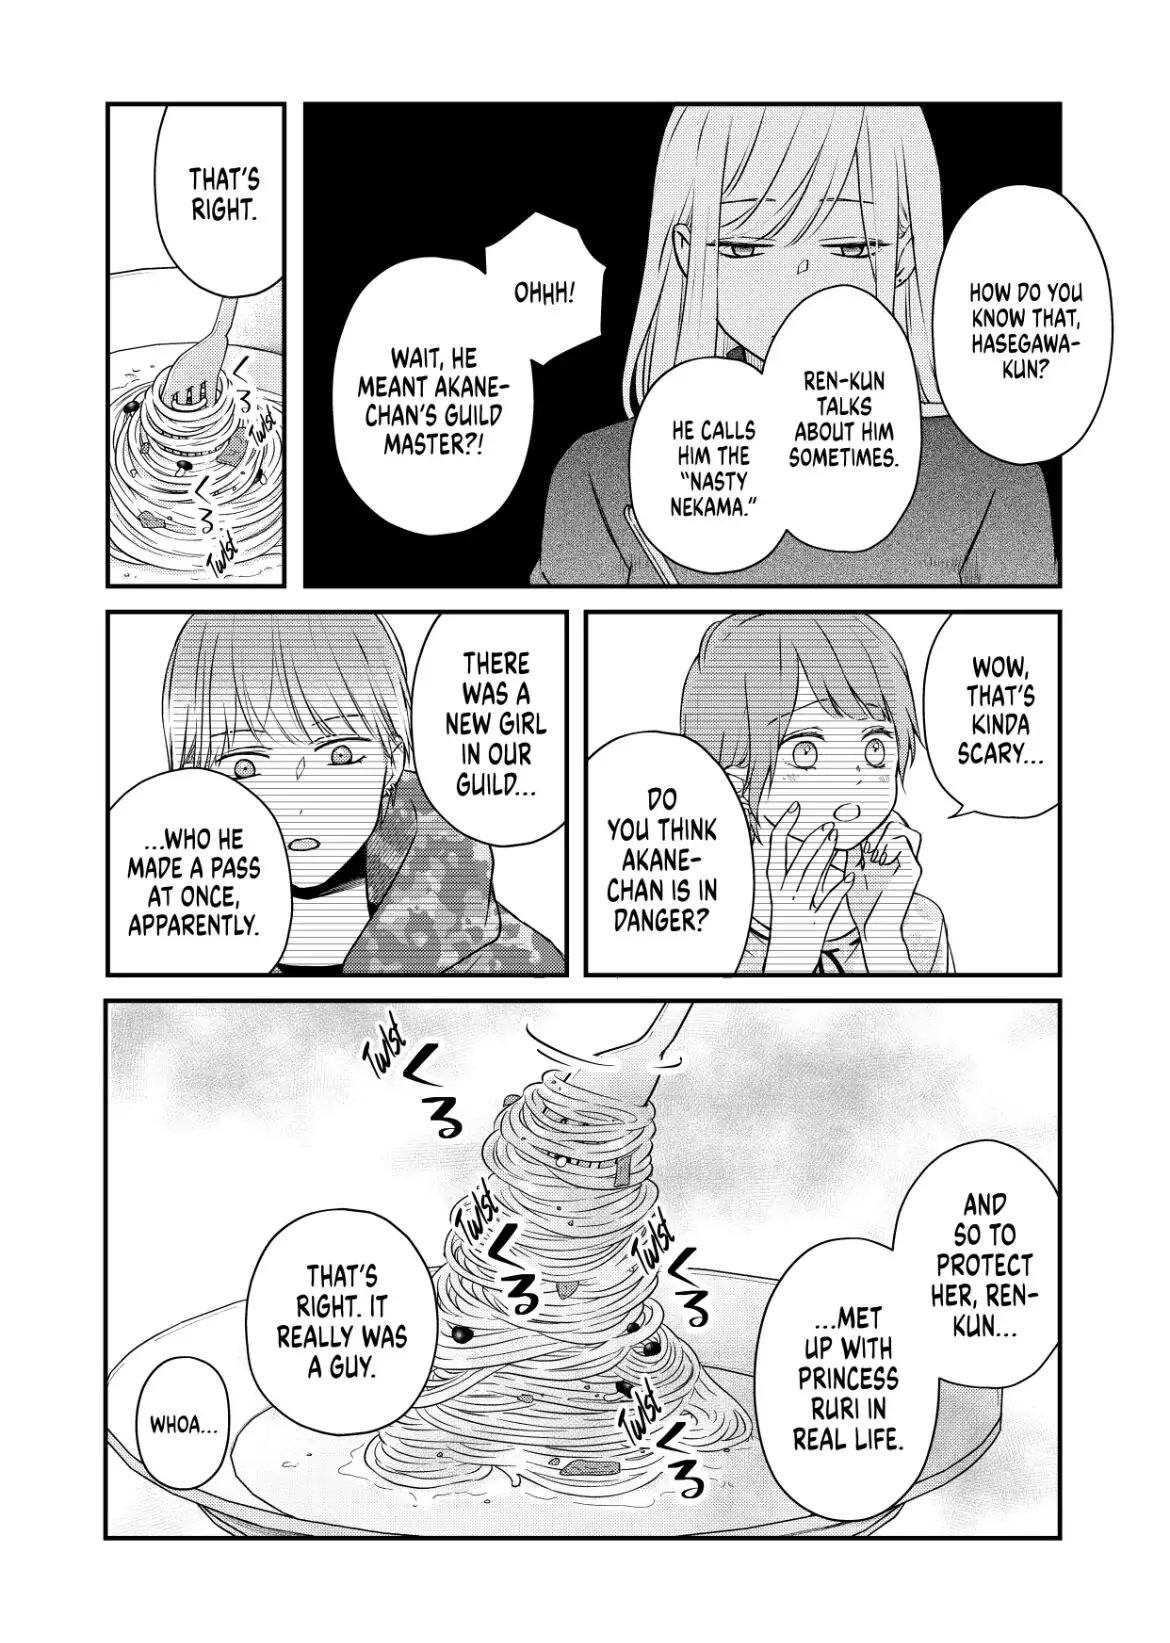 HOW DO YOU
KNOW THAT,
HASEGAWA-
KUN?
REN-KUN
TALKS
ABOUT HIM
SOMETIMES.
HE CALLS
HIM THE
“NASTY
NEKAMA.”
OHHH!
WAIT, HE
MEANT AKANE-
CHAN'S GUILD
MASTER?!
THAT'S
RIGHT.
くる
Twist
くる
Twist
WOW,
THAT'S
KINDA
SCARY...
DO
YOU THINK
AKANE-
CHAN IS IN
DANGER?
THERE
WAS A
NEW GIRL
IN OUR
GUILD...
...WHO HE
MADE A PASS
AT ONCE,
APPARENTLY.
AND
SO TO
PROTECT
HER, REN-
KUN...
...MET
UP WITH
PRINCESS
RURI IN
REAL LIFE.
Twist
くる
Twist
くる
Twist
くる
Twist
くる
THAT'S
RIGHT. IT
REALLY WAS
A GUY.
WHOA...